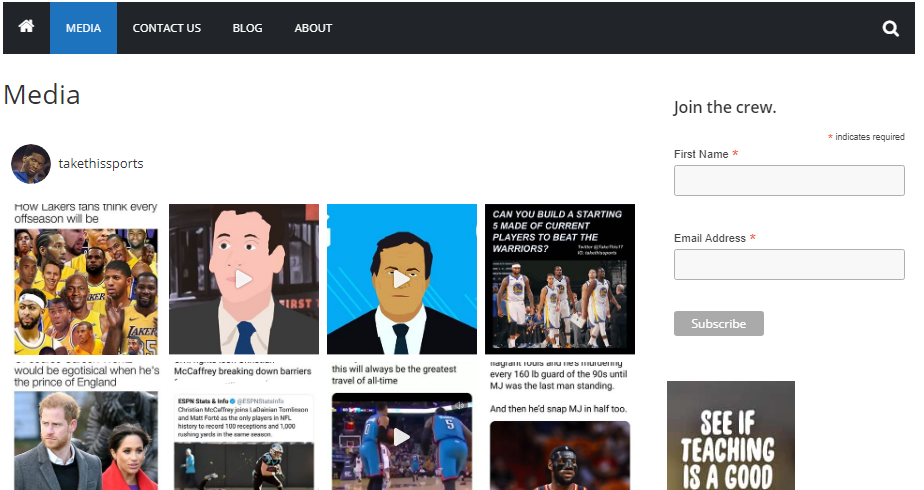 MEDIA
CONTACT US
BLOG
ABOUT
Media
takethissports
How Lakers fans think every
offseason will be
LAKERS
FIRST
CAN YOU BUILD A STARTING
5 MADE OF CURRENT
PLAYERS TO BEAT THE
WARRIORS?
Twitter @TakeThis17
IG: takethissports
would be egotisical when he's
the prince of England
McCaffrey breaking down barriers
ESPN Stats & Info @ESPNStatsInfo
Christian McCaffrey joins LaDainian Tomlinson
and Matt Forté as the only players in NFL
history to record 100 receptions and 1,000
rushing yards in the same season.
this will always be the greatest
travel of all-time
5
flagrant fouls and he's murdering
every 160 lb guard of the 90s until
MJ was the last man standing.
And then he'd snap MJ in half too.
Join the crew.
* indicates required
First Name *
Email Address *
Subscribe
SEE IF
TEACHING
IS A GOOD